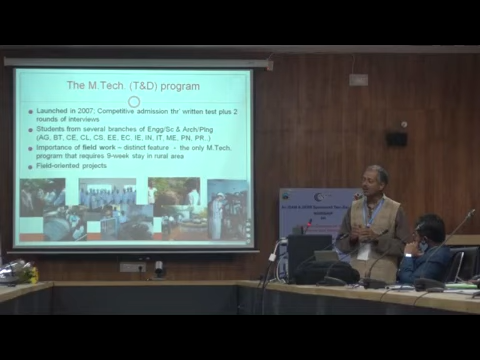 The M.Tech. (T&D) program
Launched in 2007; Competitive admission thr' written test plus 2
rounds of interviews
Students from several branches of Engg/Sc & Arch/Plng
(AG, BT, CE, CL, CS, EE, EC, IE, IN, IT, ME, PN, PR..)
Importance of field work – distinct feature - the only M.Tech.
program that requires 9-week stay in rural area
Field-oriented projects
WORKSHOP